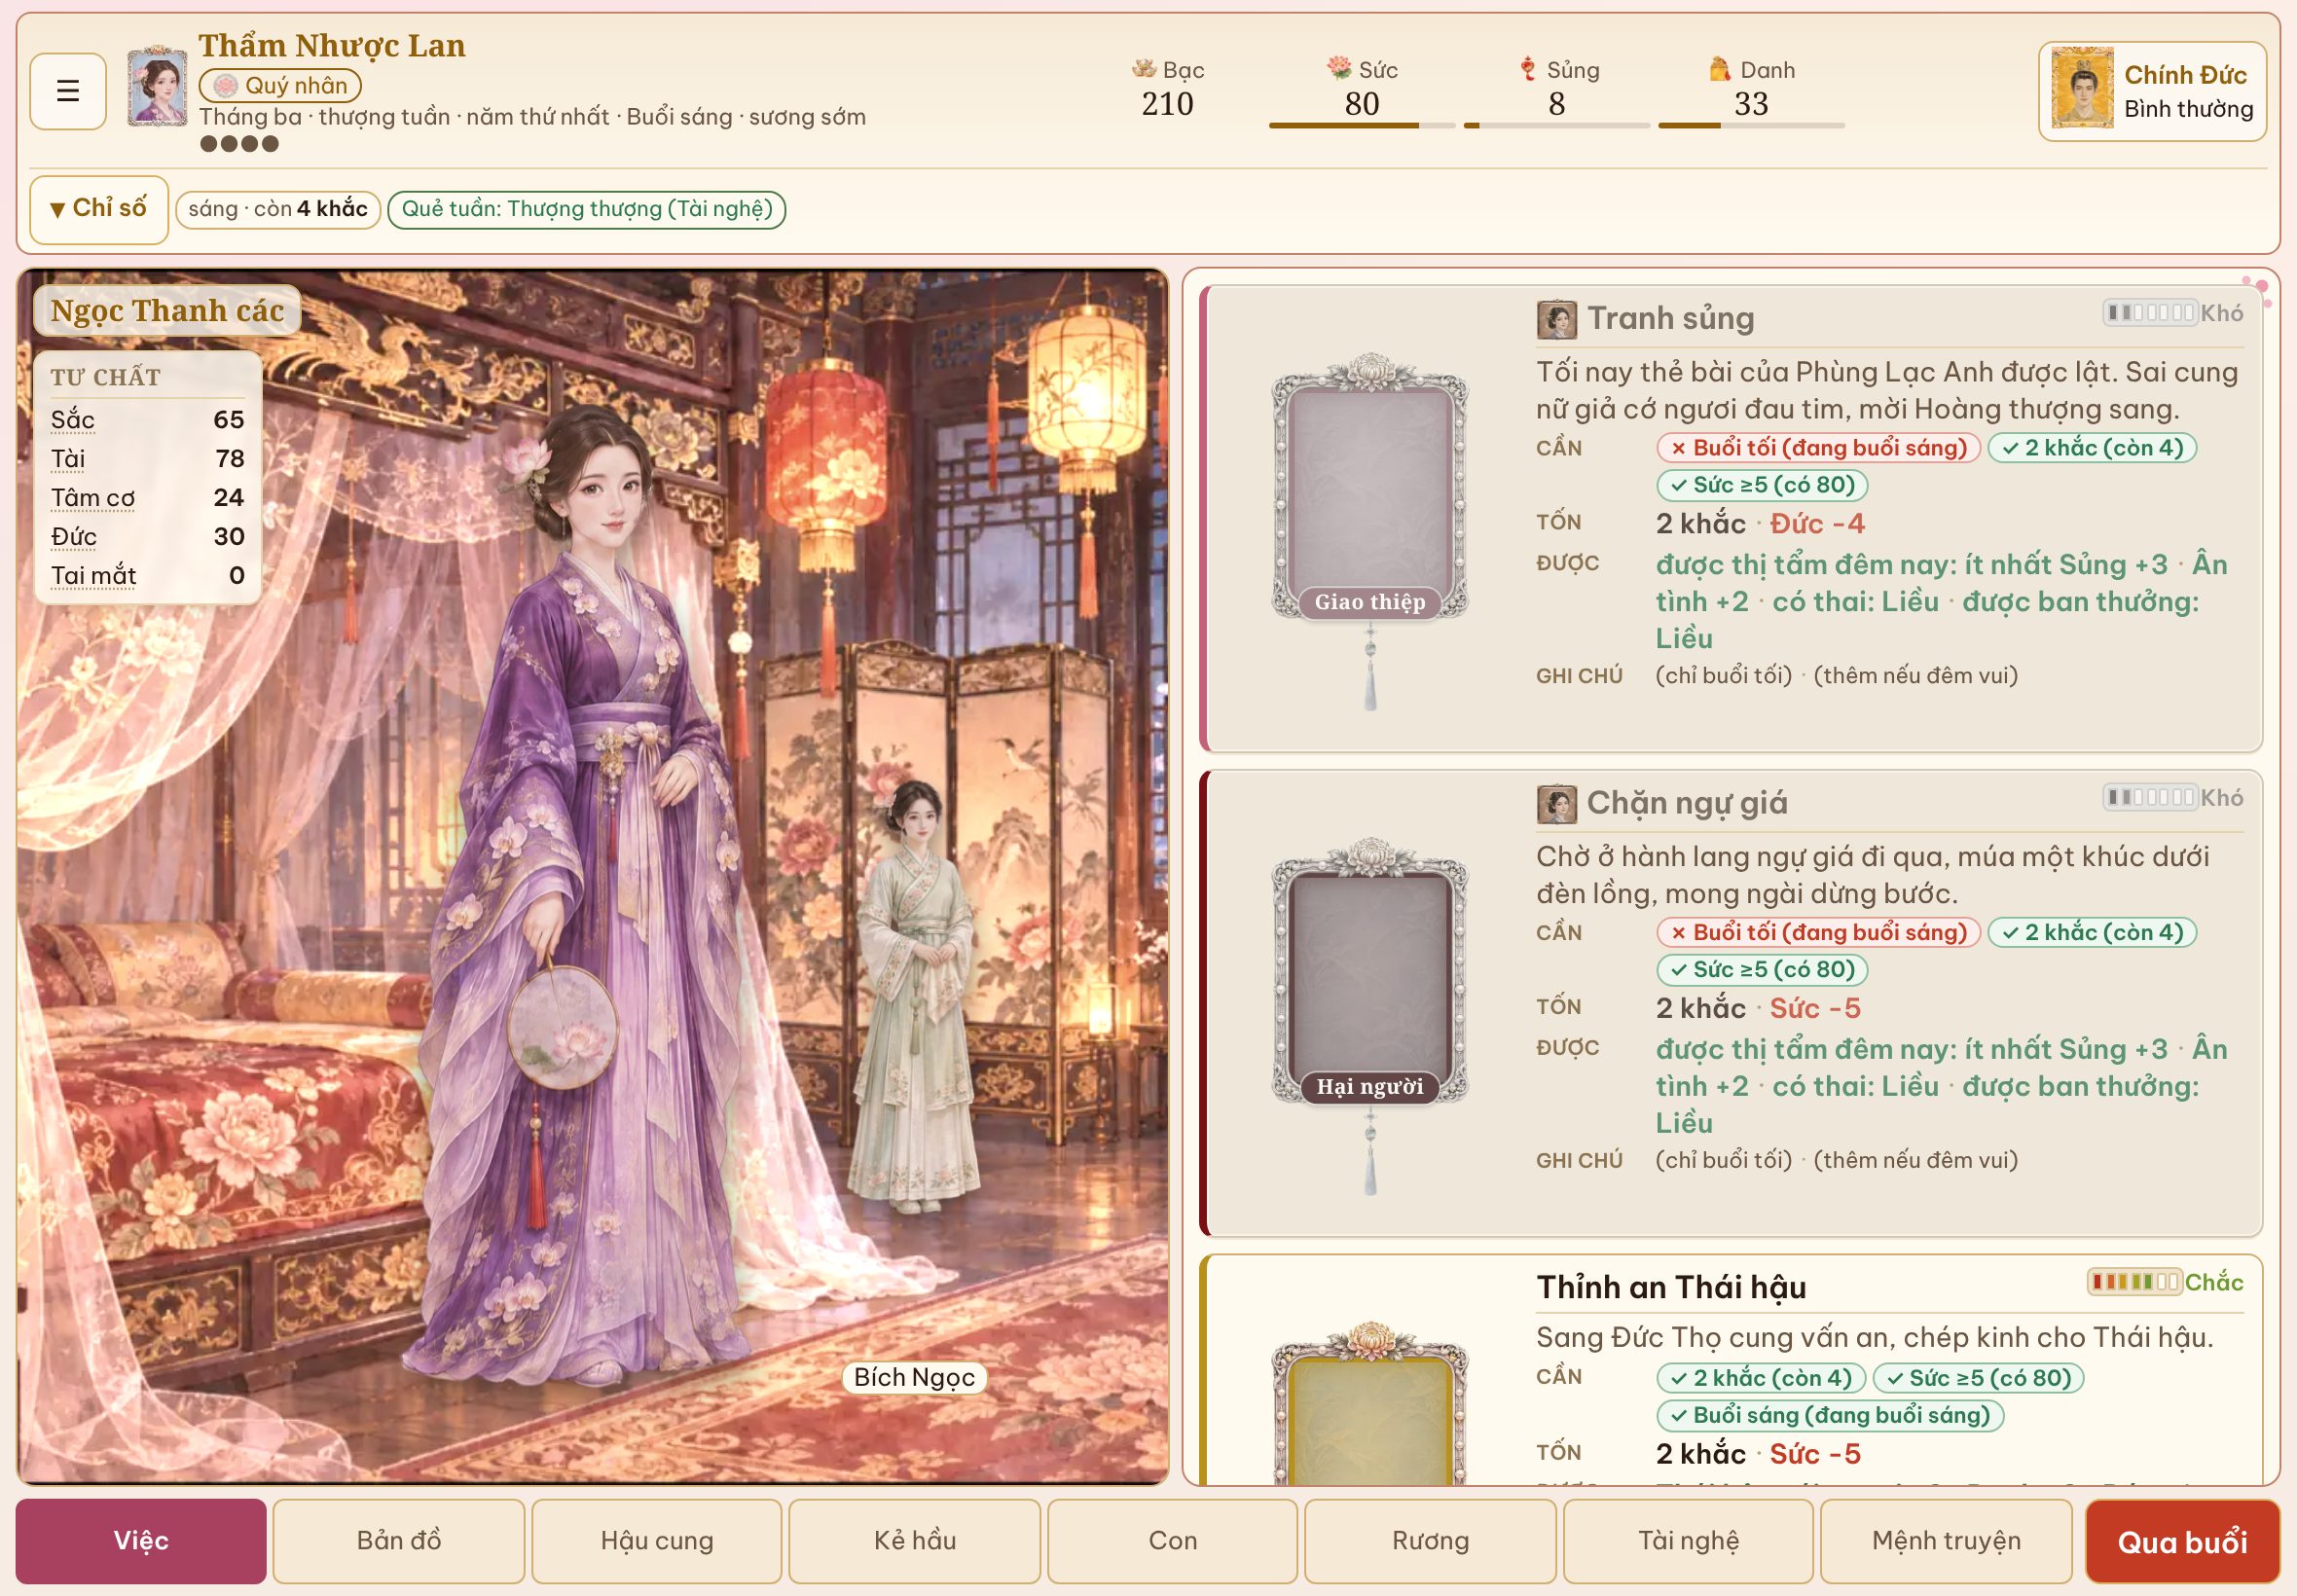 Thẩm Nhược Lan
Quý nhân
Tháng ba · thượng tuần · năm thứ nhất · Buổi sáng · sương sớm
Bạc
210
Sức
80
Sủng
8
Danh
33
Chính Đức
Bình thường
▼ Chỉ số
sáng · còn 4 khắc
Quẻ tuần: Thượng thượng (Tài nghệ)
Ngọc Thanh các
TƯ CHẤT
Sắc 65
Tài 78
Tâm cơ 24
Đức 30
Tai mắt 0
Bích Ngọc
Tranh sủng
Khó
Tối nay thẻ bài của Phùng Lạc Anh được lật. Sai cung
nữ giả cớ ngươi đau tim, mời Hoàng thượng sang.
CẦN × Buổi tối (đang buổi sáng) ✓ 2 khắc (còn 4)
✓ Sức ≥5 (có 80)
TỐN 2 khắc · Đức -4
ĐƯỢC được thị tẩm đêm nay: ít nhất Sủng +3 · Ân
tình +2 · có thai: Liều · được ban thưởng:
Liều
GHI CHÚ (chỉ buổi tối) · (thêm nếu đêm vui)
Giao thiệp
Chặn ngự giá
Khó
Chờ ở hành lang ngự giá đi qua, múa một khúc dưới
đèn lồng, mong ngài dừng bước.
CẦN × Buổi tối (đang buổi sáng) ✓ 2 khắc (còn 4)
✓ Sức ≥5 (có 80)
TỐN 2 khắc · Sức -5
ĐƯỢC được thị tẩm đêm nay: ít nhất Sủng +3 · Ân
tình +2 · có thai: Liều · được ban thưởng:
Liều
GHI CHÚ (chỉ buổi tối) · (thêm nếu đêm vui)
Hại người
Thỉnh an Thái hậu
Chắc
Sang Đức Thọ cung vấn an, chép kinh cho Thái hậu.
CẦN ✓ 2 khắc (còn 4) ✓ Sức ≥5 (có 80)
✓ Buổi sáng (đang buổi sáng)
TỐN 2 khắc · Sức -5
Việc
Bản đồ
Hậu cung
Kẻ hầu
Con
Rương
Tài nghệ
Mệnh truyện
Qua buổi